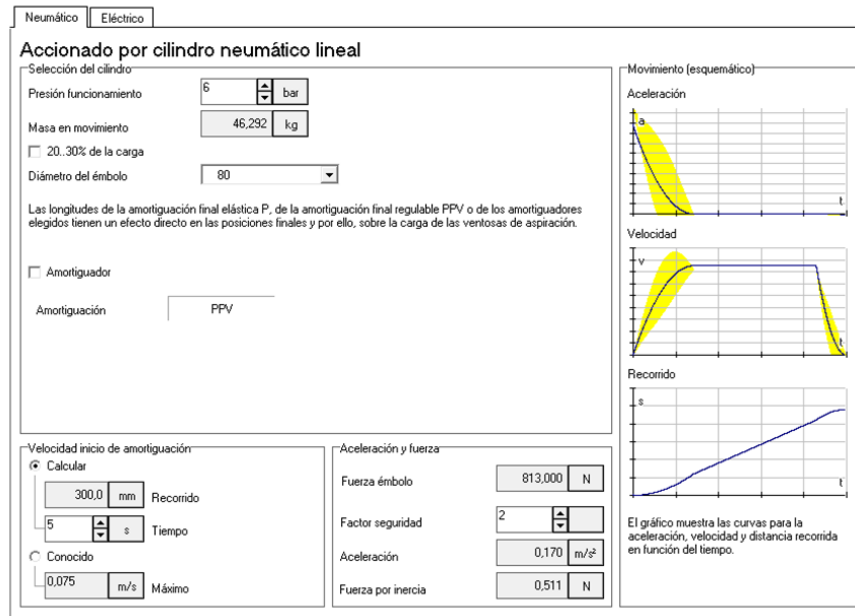 Neumático Eléctrico
Accionado por cilindro neumático lineal
Selección del cilindro
Presión funcionamiento 6 bar
Masa en movimiento 46,292 kg
20..30% de la carga
Diámetro del émbolo 80
Las longitudes de la amortiguación final elástica P, de la amortiguación final regulable PPV o de los amortiguadores
elegidos tienen un efecto directo en las posiciones finales y por ello, sobre la carga de las ventosas de aspiración.
Amortiguador
Amortiguación PPV
Velocidad inicio de amortiguación
Calcular
300,0 mm Recorrido
5 s Tiempo
Conocido
0,075 m/s Máximo
Aceleración y fuerza
Fuerza émbolo 813,000 N
Factor seguridad 2
Aceleración 0,170 m/s²
Fuerza por inercia 0,511 N
Movimiento (esquemático)
Aceleración
a
t
Velocidad
v
t
Recorrido
s
t
El gráfico muestra las curvas para la
aceleración, velocidad y distancia recorrida
en función del tiempo.